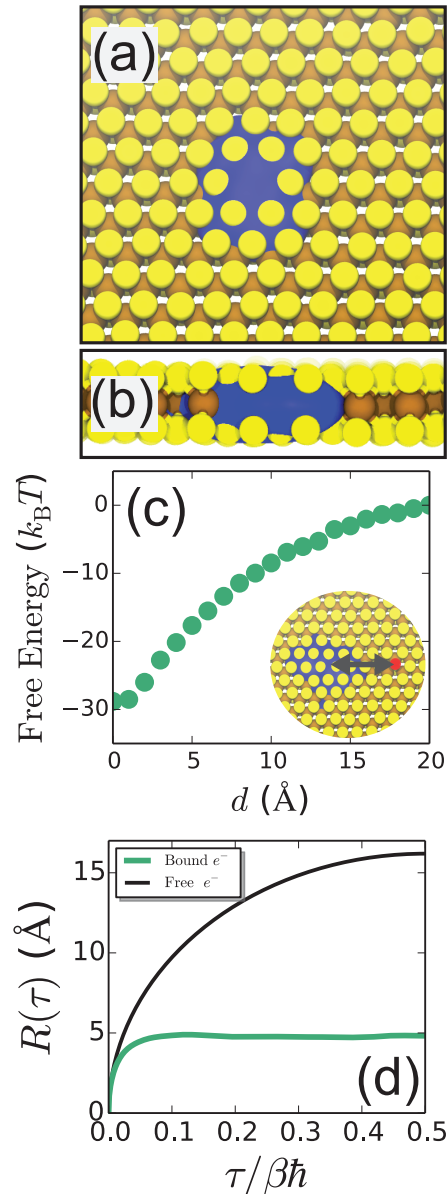 (a)
(b)
(c)
Free Energy (k_BT)
0
−10
−20
−30
0 5 10 15 20
d (Å)
Bound e⁻
Free e⁻
R(τ) (Å)
15
10
5
0
(d)
0.0 0.1 0.2 0.3 0.4 0.5
τ/βħ